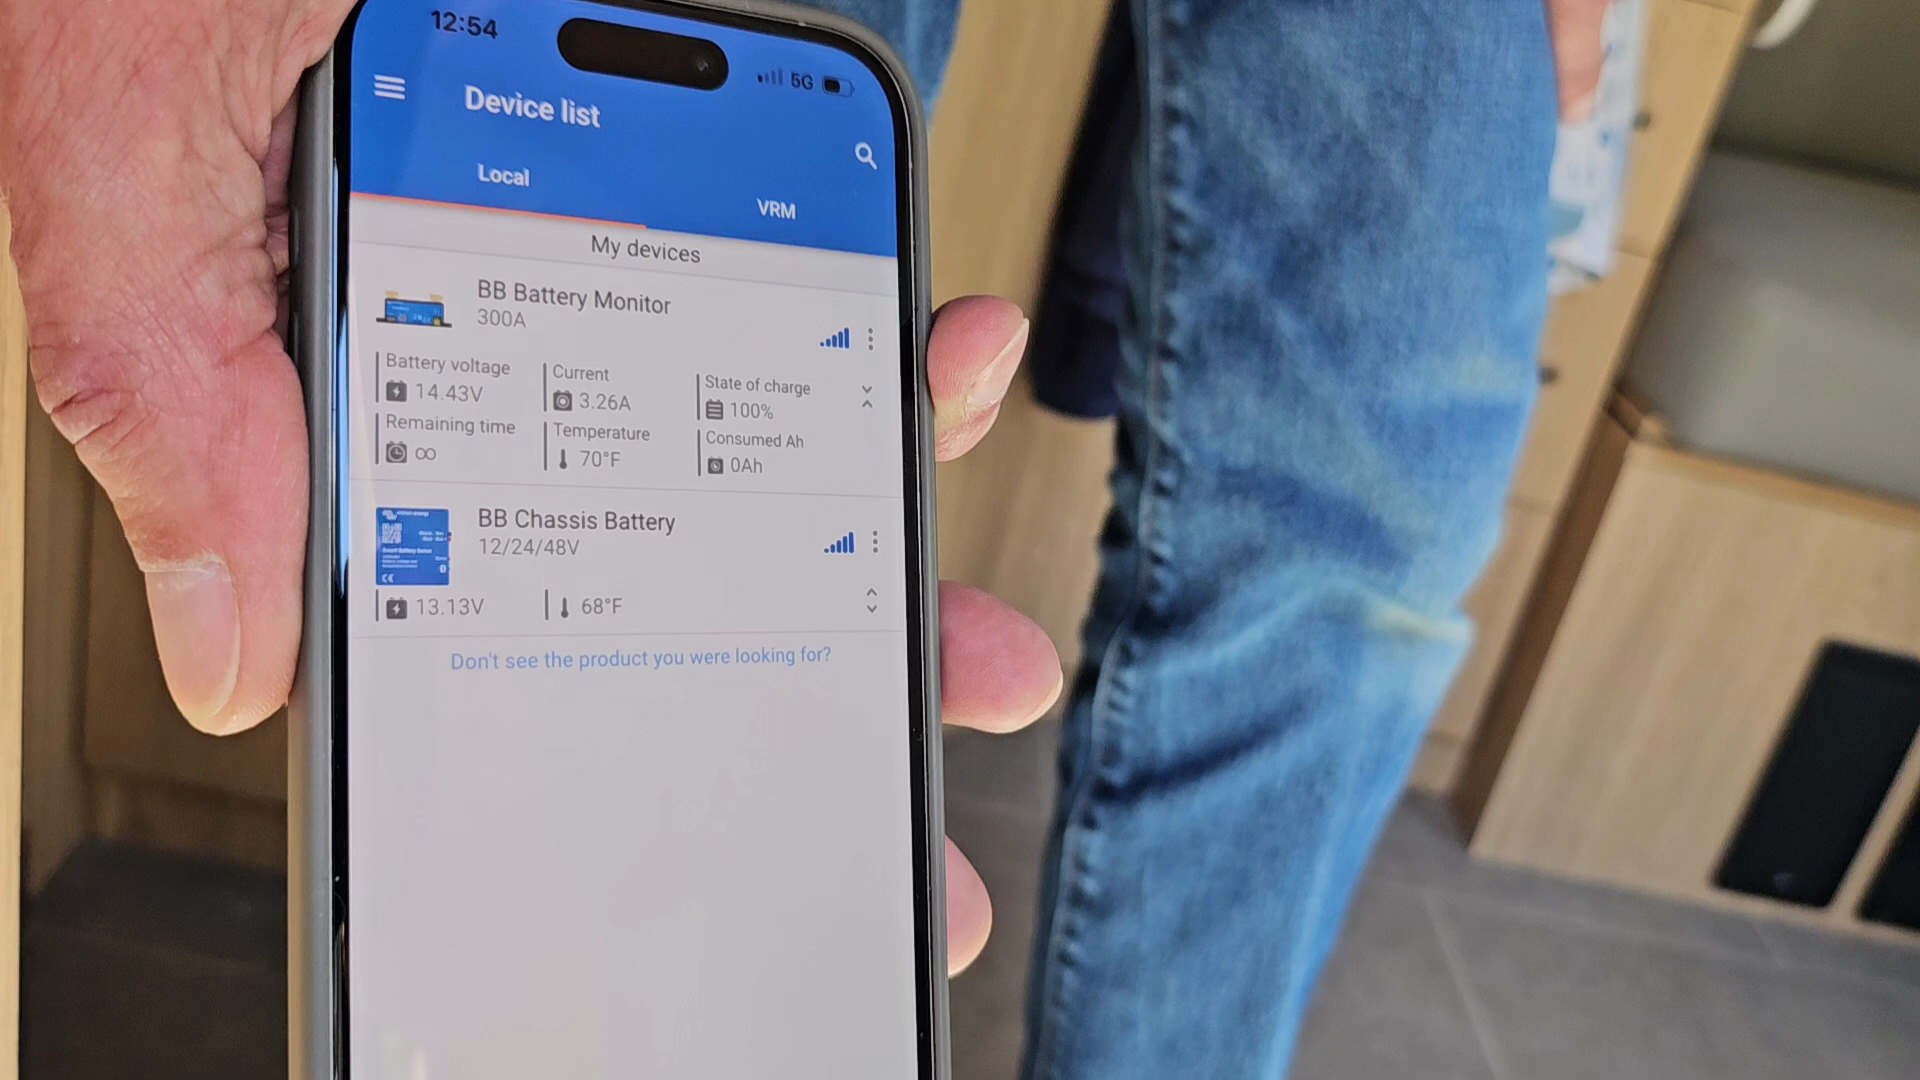 12:54
5G
Device list
Local
VRM
My devices
BB Battery Monitor
300A
Battery voltage
14.43V
Current
3.26A
State of charge
100%
Remaining time
∞
Temperature
70°F
Consumed Ah
0Ah
BB Chassis Battery
12/24/48V
13.13V
68°F
Don't see the product you were looking for?